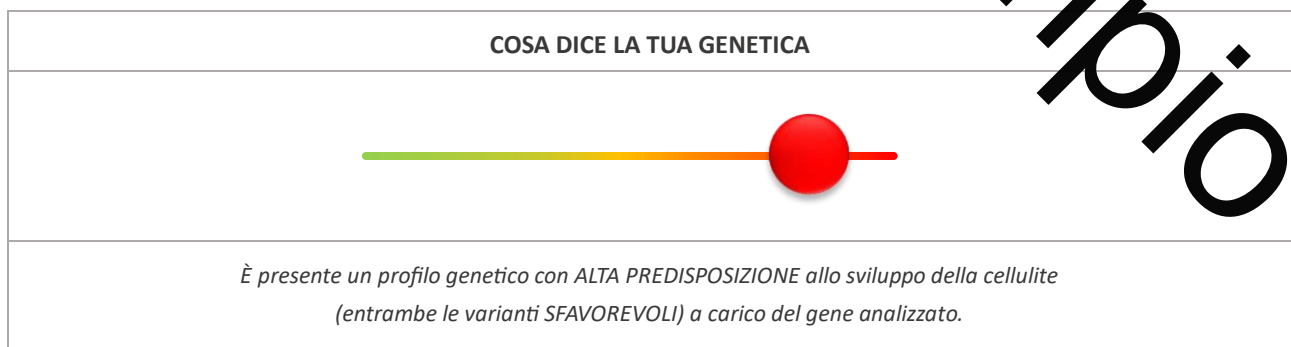 COSA DICE LA TUA GENETICA
È presente un profilo genetico con ALTA PREDISPOSIZIONE allo sviluppo della cellulite
(entrambe le varianti SFAVOREVOLI) a carico del gene analizzato.